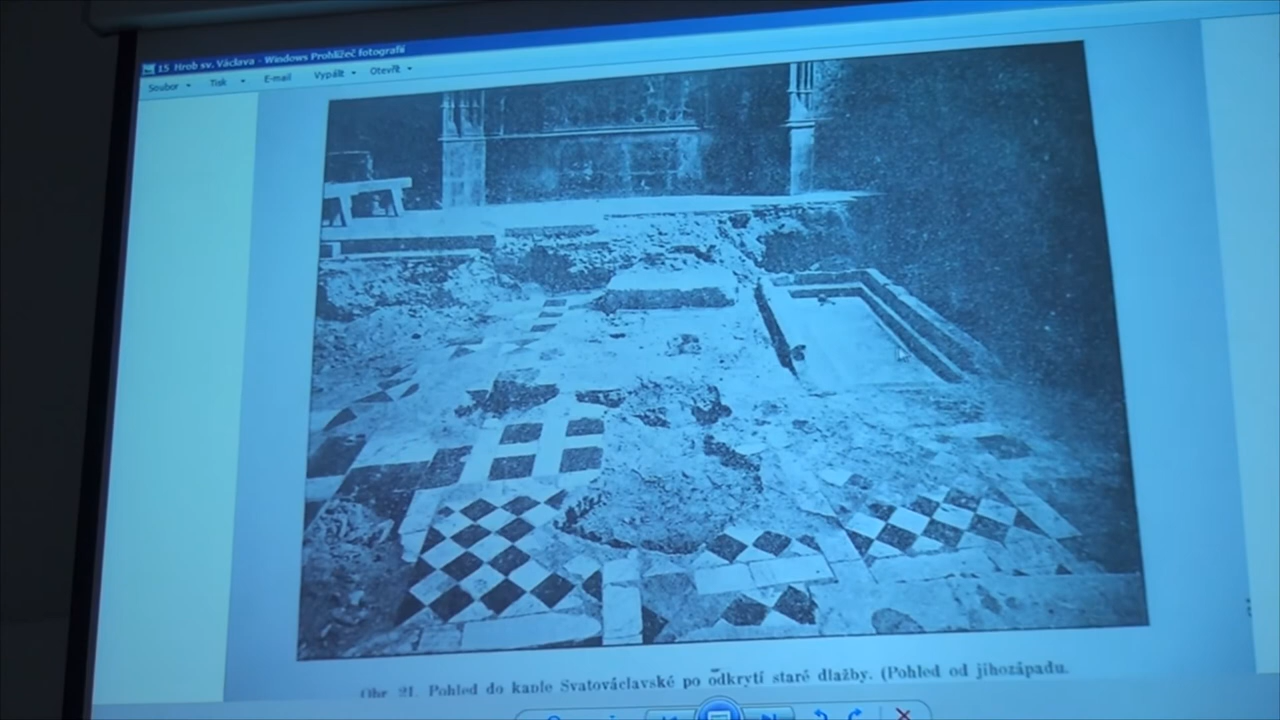 15 Hrob sv. Václava - Windows Prohlížeč fotografií
Soubor Tisk E-mail Vypálit Otevřít
Obr. 21. Pohled do kaple Svatováclavské po odkrytí staré dlažby. (Pohled od jihozápadu.